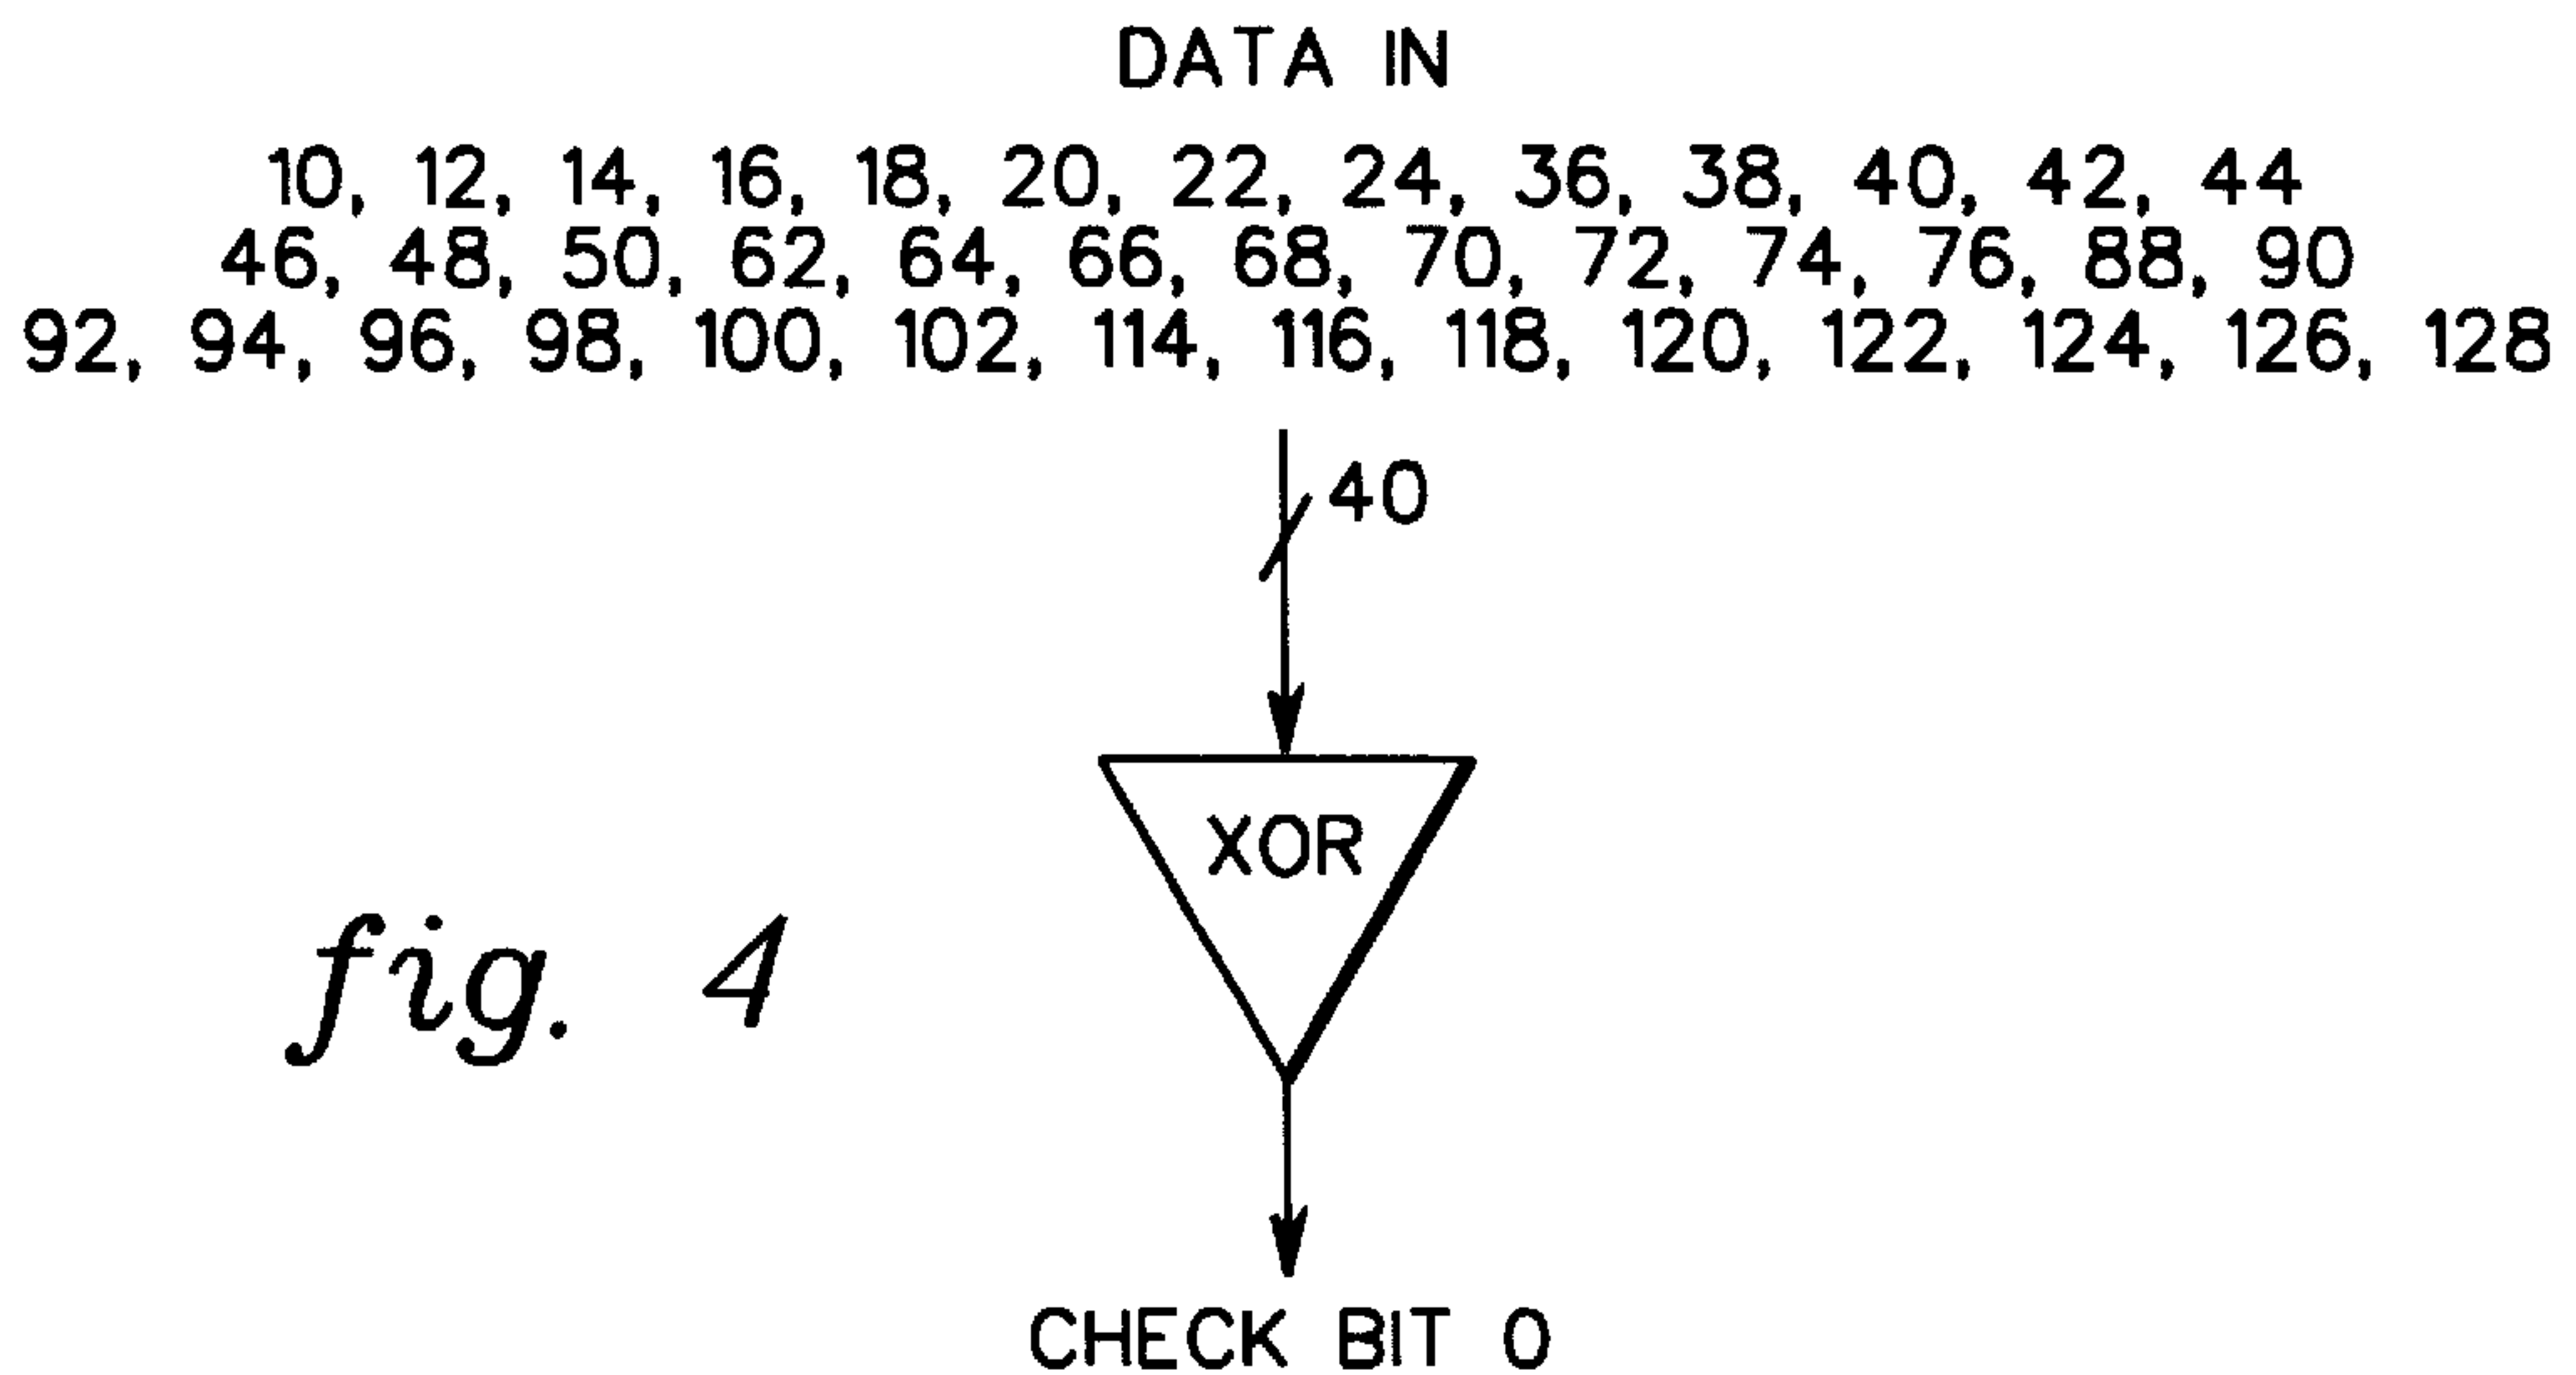 DATA IN
10, 12, 14, 16, 18, 20, 22, 24, 36, 38, 40, 42, 44
46, 48, 50, 62, 64, 66, 68, 70, 72, 74, 76, 88, 90
92, 94, 96, 98, 100, 102, 114, 116, 118, 120, 122, 124, 126, 128
40
XOR
fig. 4
CHECK BIT 0